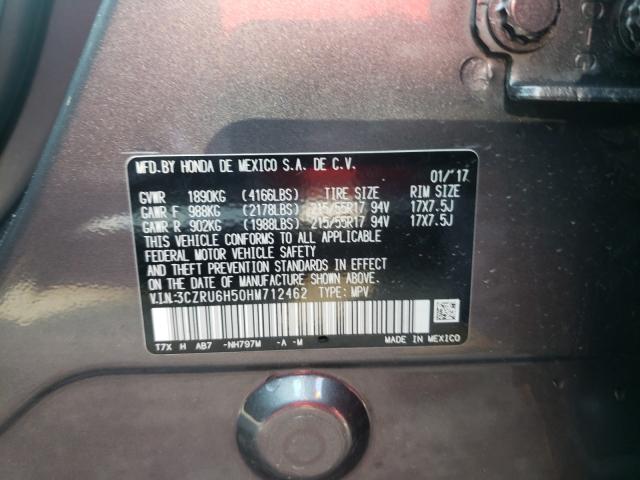 MFD.BY HONDA DE MEXICO S.A. DE C.V.
01/'17
GVWR 1890KG (4166LBS) TIRE SIZE RIM SIZE
GAWR F 988KG (2178LBS) 215/55R17 94V 17X7.5J
GAWR R 902KG (1988LBS) 215/55R17 94V 17X7.5J
THIS VEHICLE CONFORMS TO ALL APPLICABLE
FEDERAL MOTOR VEHICLE SAFETY
AND THEFT PREVENTION STANDARDS IN EFFECT
ON THE DATE OF MANUFACTURE SHOWN ABOVE.
V.I.N:3CZRU6H50HM712462 TYPE: MPV
T7X H AB7 -NH797M -A -M MADE IN MEXICO